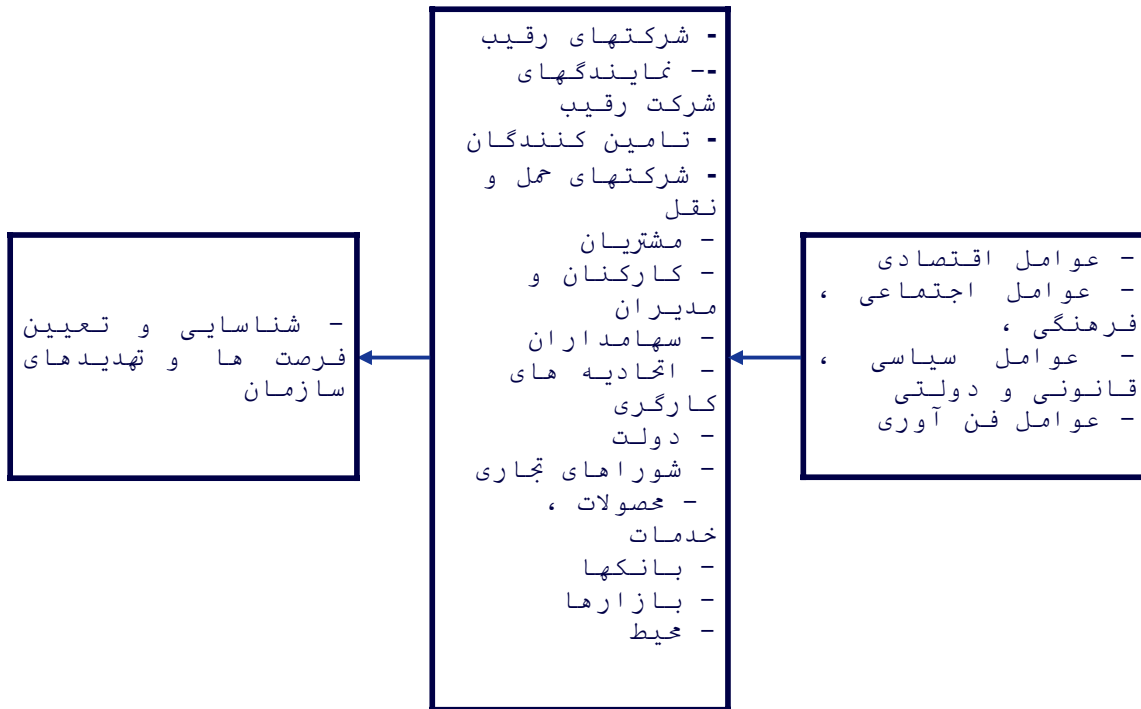 - عوامل اقتصادی
- عوامل اجتماعی ،
فرهنگی ،
- عوامل سیاسی ،
قانونی و دولتی
- عوامل فن آوری
- شرکتهای رقیب
-- نمایندگهای
شرکت رقیب
- تامین کنندگان
- شرکتهای حمل و
نقل
- مشتریان
- کارکنان و
مدیران
- سهامداران
- اتحادیه های
کارگری
- دولت
- شوراهای تجاری
- محصولات ،
خدمات
- بانکها
- بازارها
- محیط
- شناسایی و تعیین
فرصت ها و تهدیدهای
سازمان